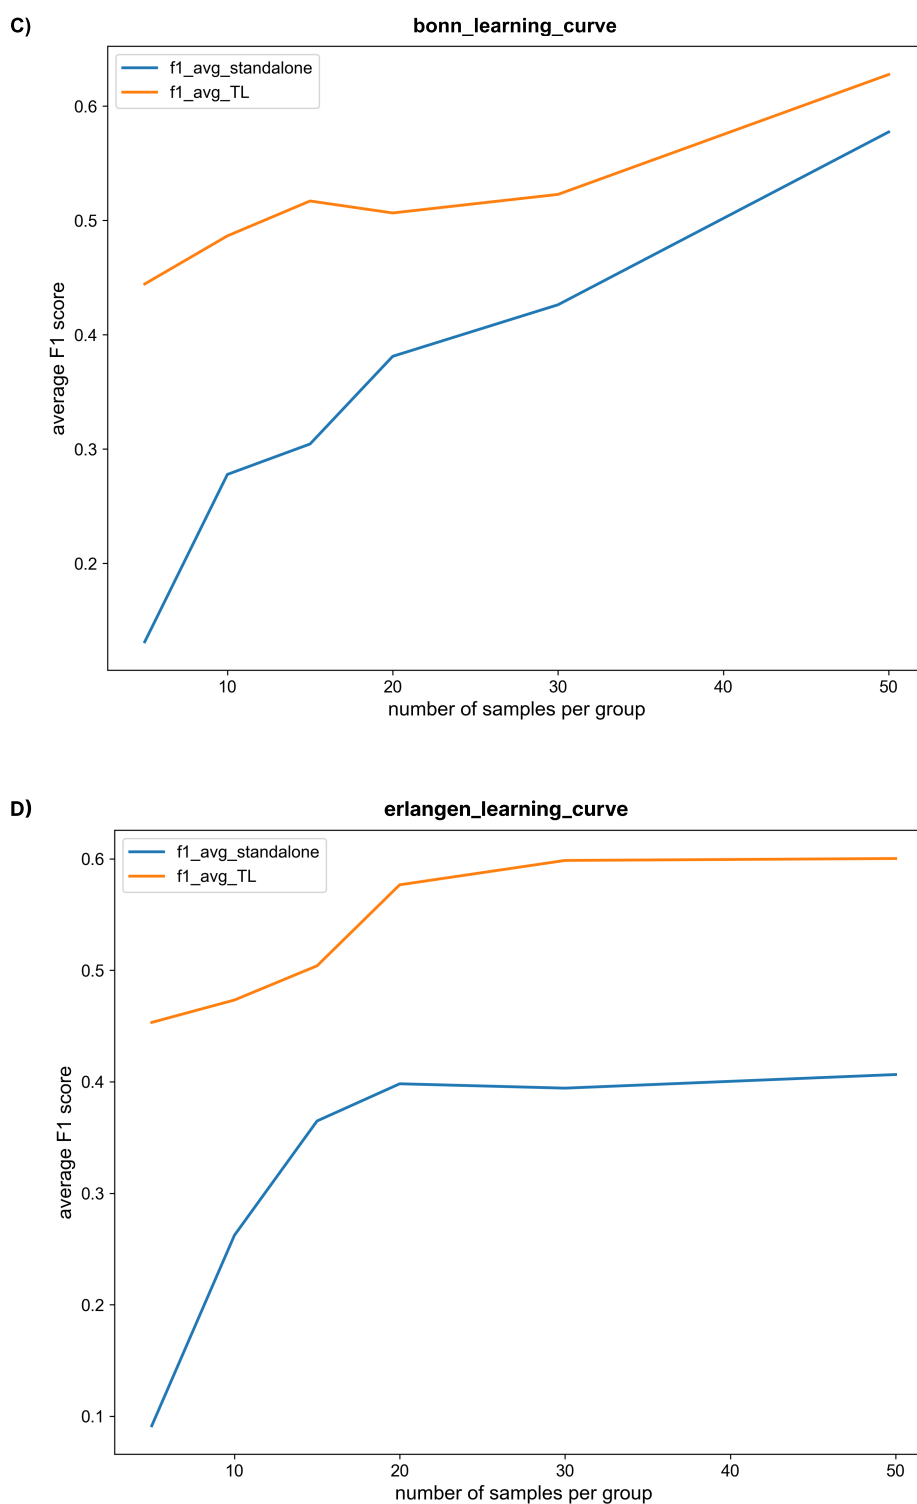 C)
bonn_learning_curve
f1_avg_standalone
f1_avg_TL
0.6
0.5
0.4
0.3
0.2
average F1 score
10 20 30 40 50
number of samples per group
D)
erlangen_learning_curve
f1_avg_standalone
f1_avg_TL
0.6
0.5
0.4
0.3
0.2
0.1
average F1 score
10 20 30 40 50
number of samples per group